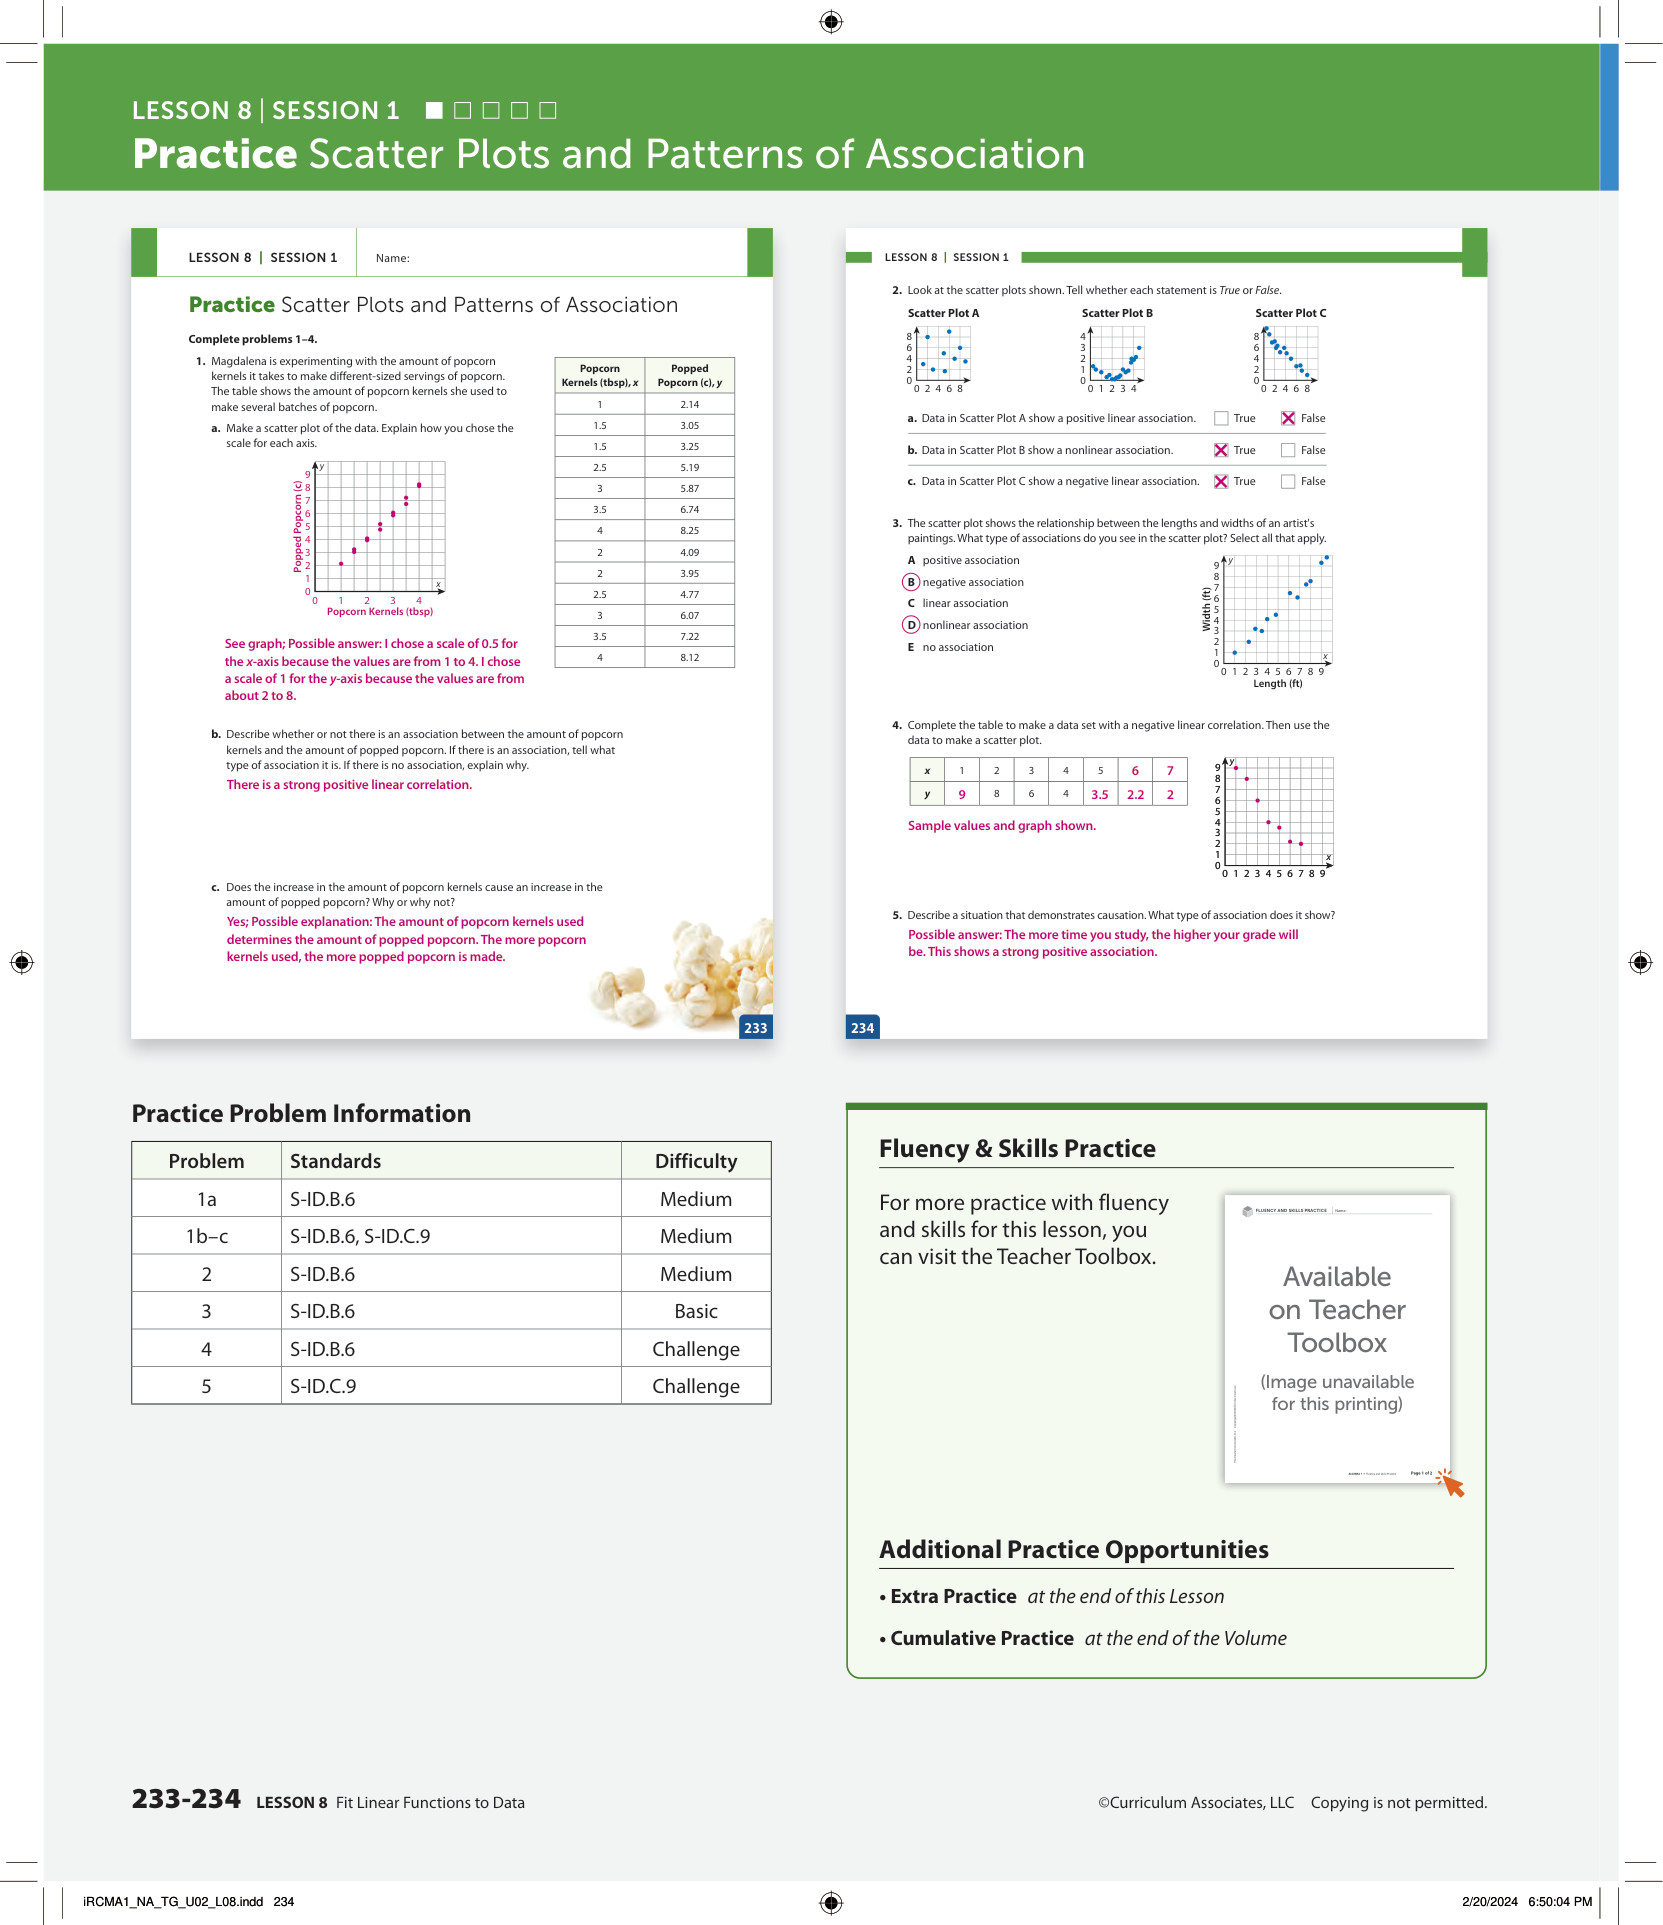 LESSON 8 | SESSION 1
Practice Scatter Plots and Patterns of Association
LESSON 8 | SESSION 1
Name:
Practice Scatter Plots and Patterns of Association
Complete problems 1–4.
1. Magdalena is experimenting with the amount of popcorn
kernels it takes to make different-sized servings of popcorn.
The table shows the amount of popcorn kernels she used to
make several batches of popcorn.
a. Make a scatter plot of the data. Explain how you chose the
scale for each axis.
Popped Popcorn (c)
y
9
8
7
6
5
4
3
2
1
0
x
0 1 2 3 4
Popcorn Kernels (tbsp)
Popcorn Popped
Kernels (tbsp), x Popcorn (c), y
1 2.14
1.5 3.05
1.5 3.25
2.5 5.19
3 5.87
3.5 6.74
4 8.25
2 4.09
2 3.95
2.5 4.77
3 6.07
3.5 7.22
4 8.12
See graph; Possible answer: I chose a scale of 0.5 for
the x-axis because the values are from 1 to 4. I chose
a scale of 1 for the y-axis because the values are from
about 2 to 8.
b. Describe whether or not there is an association between the amount of popcorn
kernels and the amount of popped popcorn. If there is an association, tell what
type of association it is. If there is no association, explain why.
There is a strong positive linear correlation.
c. Does the increase in the amount of popcorn kernels cause an increase in the
amount of popped popcorn? Why or why not?
Yes; Possible explanation: The amount of popcorn kernels used
determines the amount of popped popcorn. The more popcorn
kernels used, the more popped popcorn is made.
233
LESSON 8 | SESSION 1
2. Look at the scatter plots shown. Tell whether each statement is True or False.
Scatter Plot A
8
6
4
2
0
0 2 4 6 8
Scatter Plot B
4
3
2
1
0
0 1 2 3 4
Scatter Plot C
8
6
4
2
0
0 2 4 6 8
a. Data in Scatter Plot A show a positive linear association. True False
b. Data in Scatter Plot B show a nonlinear association. True False
c. Data in Scatter Plot C show a negative linear association. True False
3. The scatter plot shows the relationship between the lengths and widths of an artist's
paintings. What type of associations do you see in the scatter plot? Select all that apply.
A positive association
B negative association
C linear association
D nonlinear association
E no association
Width (ft)
y
9
8
7
6
5
4
3
2
1
0
x
0 1 2 3 4 5 6 7 8 9
Length (ft)
4. Complete the table to make a data set with a negative linear correlation. Then use the
data to make a scatter plot.
x 1 2 3 4 5 6 7
y 9 8 6 4 3.5 2.2 2
Sample values and graph shown.
y
9
8
7
6
5
4
3
2
1
0
x
0 1 2 3 4 5 6 7 8 9
5. Describe a situation that demonstrates causation. What type of association does it show?
Possible answer: The more time you study, the higher your grade will
be. This shows a strong positive association.
234
Practice Problem Information
Problem Standards Difficulty
1a S-ID.B.6 Medium
1b–c S-ID.B.6, S-ID.C.9 Medium
2 S-ID.B.6 Medium
3 S-ID.B.6 Basic
4 S-ID.B.6 Challenge
5 S-ID.C.9 Challenge
Fluency & Skills Practice
For more practice with fluency
and skills for this lesson, you
can visit the Teacher Toolbox.
FLUENCY AND SKILLS PRACTICE Name:
Available
on Teacher
Toolbox
(Image unavailable
for this printing)
Page 1 of 2
Additional Practice Opportunities
• Extra Practice at the end of this Lesson
• Cumulative Practice at the end of the Volume
233-234 LESSON 8 Fit Linear Functions to Data
©Curriculum Associates, LLC Copying is not permitted.
iRCMA1_NA_TG_U02_L08.indd 234
2/20/2024 6:50:04 PM